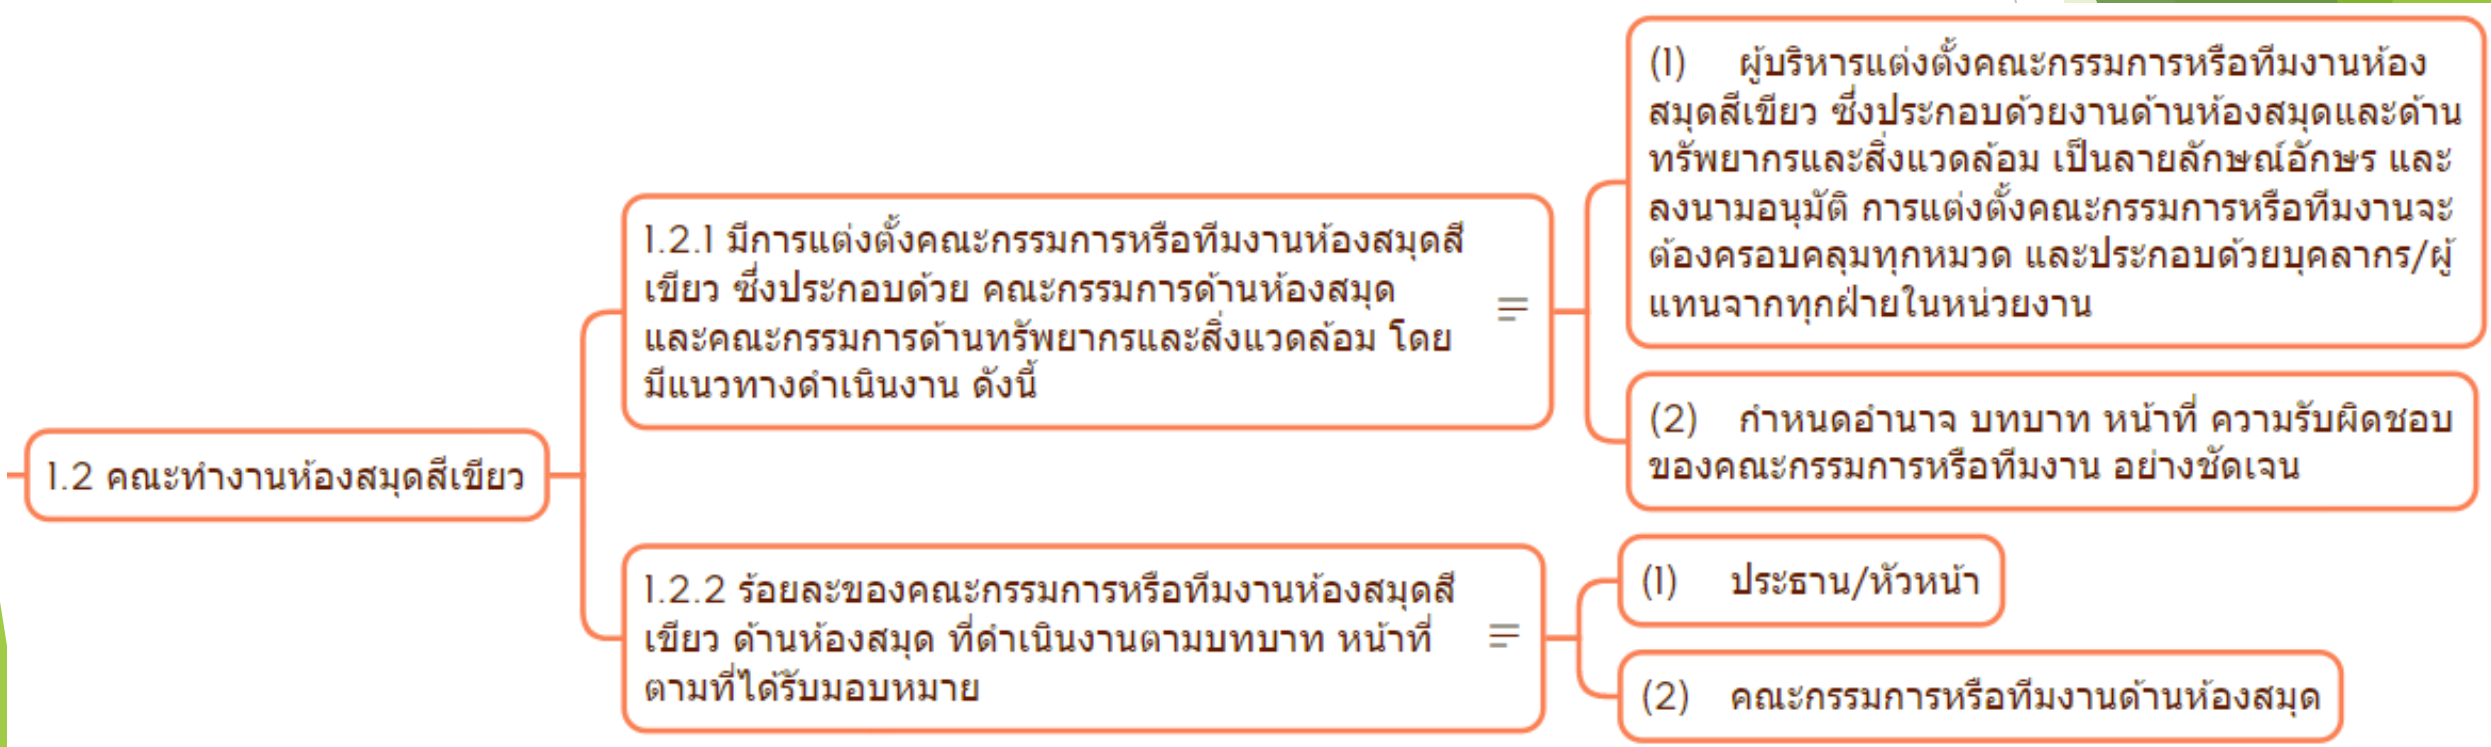 1.2 คณะทำงานห้องสมุดสีเขียว
1.2.1 มีการแต่งตั้งคณะกรรมการหรือทีมงานห้องสมุดสี
เขียว ซึ่งประกอบด้วย คณะกรรมการด้านห้องสมุด
และคณะกรรมการด้านทรัพยากรและสิ่งแวดล้อม โดย
มีแนวทางดำเนินงาน ดังนี้
(1) ผู้บริหารแต่งตั้งคณะกรรมการหรือทีมงานห้อง
สมุดสีเขียว ซึ่งประกอบด้วยงานด้านห้องสมุดและด้าน
ทรัพยากรและสิ่งแวดล้อม เป็นลายลักษณ์อักษร และ
ลงนามอนุมัติ การแต่งตั้งคณะกรรมการหรือทีมงานจะ
ต้องครอบคลุมทุกหมวด และประกอบด้วยบุคลากร/ผู้
แทนจากทุกฝ่ายในหน่วยงาน
(2) กำหนดอำนาจ บทบาท หน้าที่ ความรับผิดชอบ
ของคณะกรรมการหรือทีมงาน อย่างชัดเจน
1.2.2 ร้อยละของคณะกรรมการหรือทีมงานห้องสมุดสี
เขียว ด้านห้องสมุด ที่ดำเนินงานตามบทบาท หน้าที่
ตามที่ได้รับมอบหมาย
(1) ประธาน/หัวหน้า
(2) คณะกรรมการหรือทีมงานด้านห้องสมุด